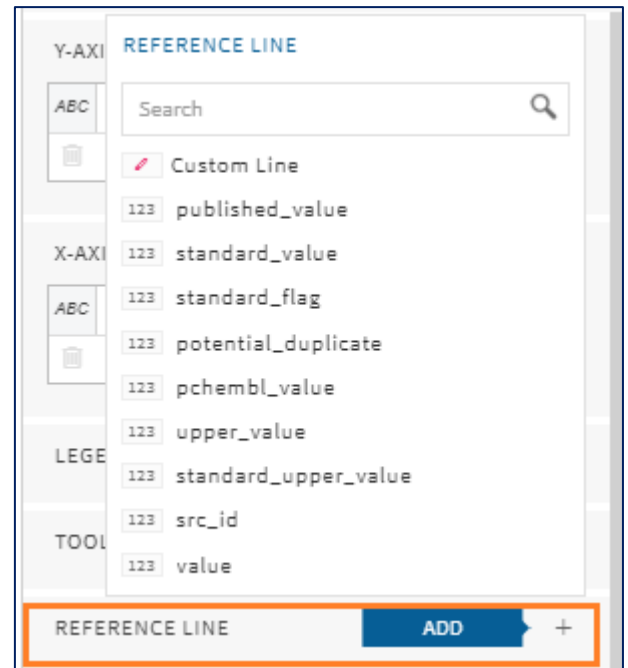 Y-AXI
REFERENCE LINE
ABC
Search
Custom Line
123 published_value
X-AXI
123 standard_value
ABC
123 standard_flag
123 potential_duplicate
123 pchembl_value
123 upper_value
LEGE
123 standard_upper_value
123 src_id
TOOL
123 value
REFERENCE LINE ADD +